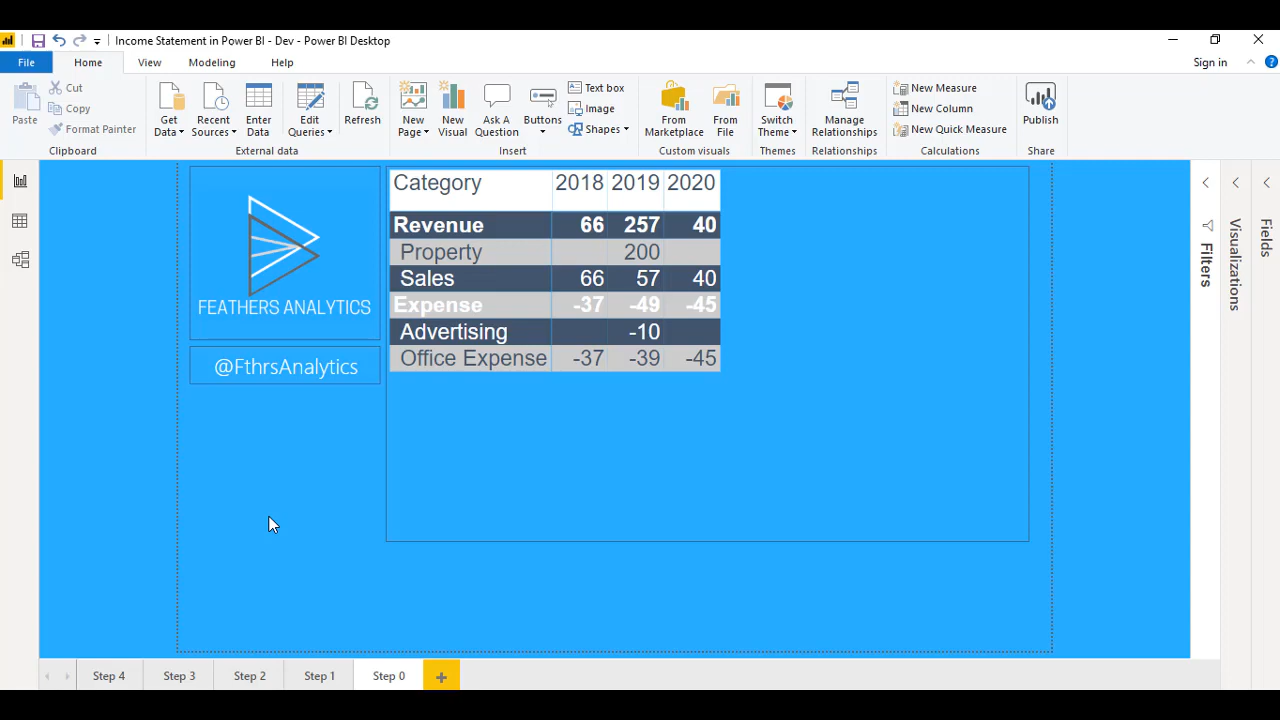 Income Statement in Power BI - Dev - Power BI Desktop
File Home View Modeling Help Sign in
Paste
Cut
Copy
Format Painter
Clipboard
Get Data
Recent Sources
Enter Data
Edit Queries
External data
Refresh
New Page
New Visual
Ask A Question
Buttons
Text box
Image
Shapes
Insert
From Marketplace
From File
Custom visuals
Switch Theme
Themes
Manage Relationships
Relationships
New Measure
New Column
New Quick Measure
Calculations
Publish
Share
FEATHERS ANALYTICS
@FthrsAnalytics
Category 2018 2019 2020
Revenue 66 257 40
Property 200
Sales 66 57 40
Expense -37 -49 -45
Advertising -10
Office Expense -37 -39 -45
Filters
Visualizations
Fields
Step 4 Step 3 Step 2 Step 1 Step 0